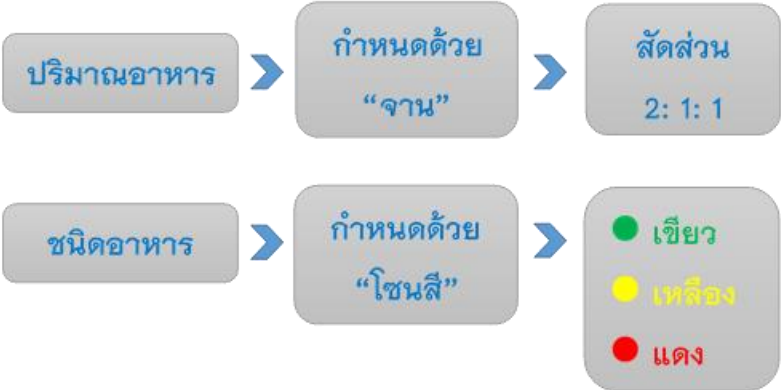 ปริมาณอาหาร
กำหนดด้วย
“จาน”
สัดส่วน
2: 1: 1
ชนิดอาหาร
กำหนดด้วย
“โซนสี”
เขียว
เหลือง
แดง